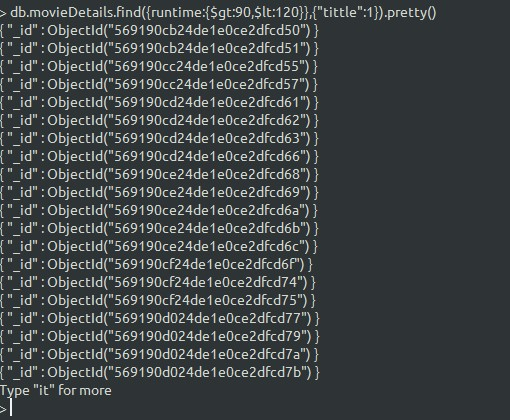 > db.movieDetails.find({runtime:{$gt:90,$lt:120}},{"tittle":1}).pretty()
{ "_id" : ObjectId("569190cb24de1e0ce2dfcd50") }
{ "_id" : ObjectId("569190cb24de1e0ce2dfcd51") }
{ "_id" : ObjectId("569190cc24de1e0ce2dfcd55") }
{ "_id" : ObjectId("569190cc24de1e0ce2dfcd57") }
{ "_id" : ObjectId("569190cd24de1e0ce2dfcd61") }
{ "_id" : ObjectId("569190cd24de1e0ce2dfcd62") }
{ "_id" : ObjectId("569190cd24de1e0ce2dfcd63") }
{ "_id" : ObjectId("569190cd24de1e0ce2dfcd66") }
{ "_id" : ObjectId("569190ce24de1e0ce2dfcd68") }
{ "_id" : ObjectId("569190ce24de1e0ce2dfcd69") }
{ "_id" : ObjectId("569190ce24de1e0ce2dfcd6a") }
{ "_id" : ObjectId("569190ce24de1e0ce2dfcd6b") }
{ "_id" : ObjectId("569190ce24de1e0ce2dfcd6c") }
{ "_id" : ObjectId("569190cf24de1e0ce2dfcd6f") }
{ "_id" : ObjectId("569190cf24de1e0ce2dfcd74") }
{ "_id" : ObjectId("569190cf24de1e0ce2dfcd75") }
{ "_id" : ObjectId("569190d024de1e0ce2dfcd77") }
{ "_id" : ObjectId("569190d024de1e0ce2dfcd79") }
{ "_id" : ObjectId("569190d024de1e0ce2dfcd7a") }
{ "_id" : ObjectId("569190d024de1e0ce2dfcd7b") }
Type "it" for more
>